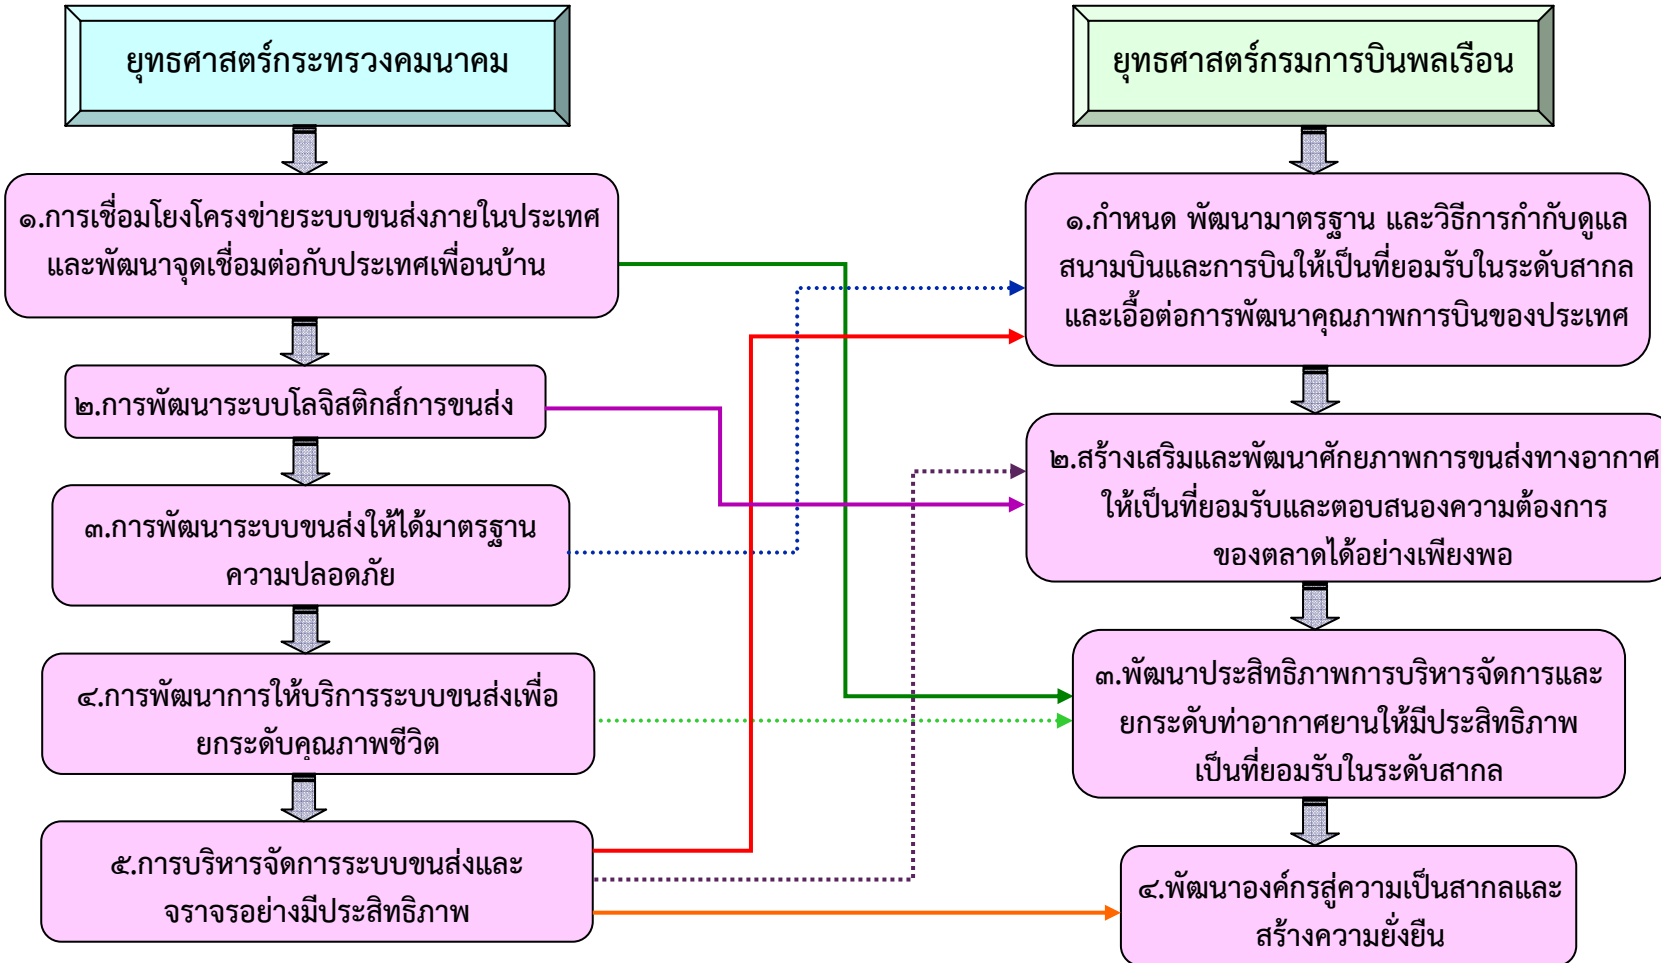 ยุทธศาสตร์กระทรวงคมนาคม
๑.การเชื่อมโยงโครงข่ายระบบขนส่งภายในประเทศ
และพัฒนาจุดเชื่อมต่อกับประเทศเพื่อนบ้าน
๒.การพัฒนาระบบโลจิสติกส์การขนส่ง
๓.การพัฒนาระบบขนส่งให้ได้มาตรฐาน
ความปลอดภัย
๔.การพัฒนาการให้บริการระบบขนส่งเพื่อ
ยกระดับคุณภาพชีวิต
๕.การบริหารจัดการระบบขนส่งและ
จราจรอย่างมีประสิทธิภาพ
ยุทธศาสตร์กรมการบินพลเรือน
๑.กำหนด พัฒนามาตรฐาน และวิธีการกำกับดูแล
สนามบินและการบินให้เป็นที่ยอมรับในระดับสากล
และเอื้อต่อการพัฒนาคุณภาพการบินของประเทศ
๒.สร้างเสริมและพัฒนาศักยภาพการขนส่งทางอากาศ
ให้เป็นที่ยอมรับและตอบสนองความต้องการ
ของตลาดได้อย่างเพียงพอ
๓.พัฒนาประสิทธิภาพการบริหารจัดการและ
ยกระดับท่าอากาศยานให้มีประสิทธิภาพ
เป็นที่ยอมรับในระดับสากล
๔.พัฒนาองค์กรสู่ความเป็นสากลและ
สร้างความยั่งยืน